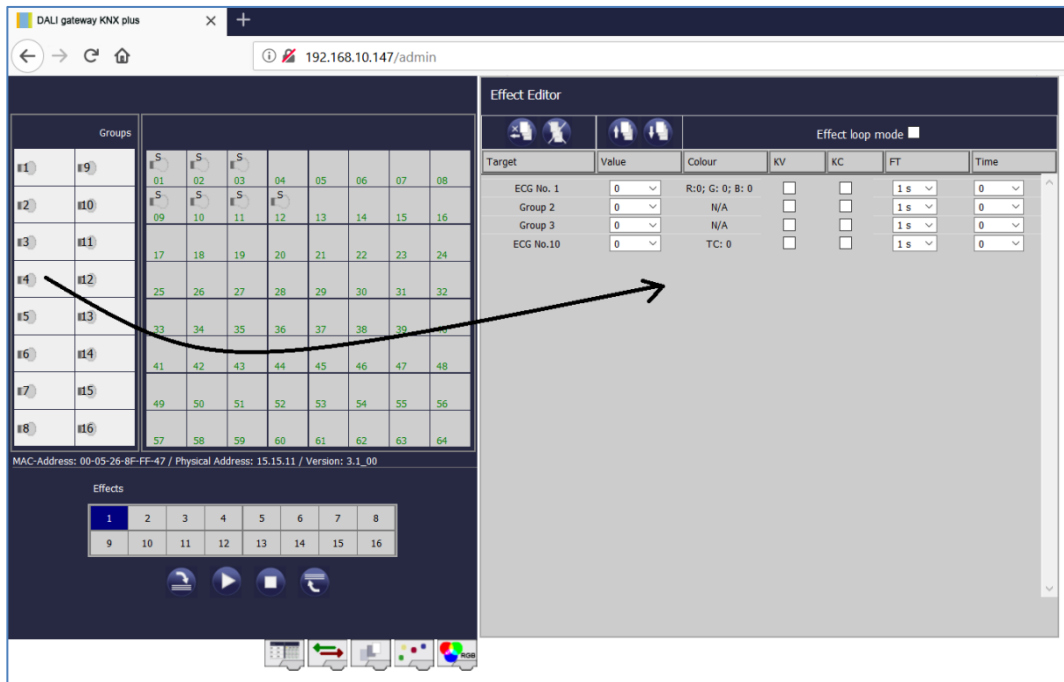 DALI gateway KNX plus
192.168.10.147/admin
Effect Editor
Groups
Effect loop mode
Target Value Colour KV KC FT Time
ECG No. 1 0 R:0; G: 0; B: 0 1 s 0
Group 2 0 N/A 1 s 0
Group 3 0 N/A 1 s 0
ECG No.10 0 TC: 0 1 s 0
1 9
2 10
3 11
4 12
5 13
6 14
7 15
8 16
S S S
01 02 03 04 05 06 07 08
S S S S
09 10 11 12 13 14 15 16
17 18 19 20 21 22 23 24
25 26 27 28 29 30 31 32
33 34 35 36 37 38 39
41 42 43 44 45 46 47 48
49 50 51 52 53 54 55 56
57 58 59 60 61 62 63 64
MAC-Address: 00-05-26-8F-FF-47 / Physical Address: 15.15.11 / Version: 3.1_00
Effects
1 2 3 4 5 6 7 8
9 10 11 12 13 14 15 16
RGB